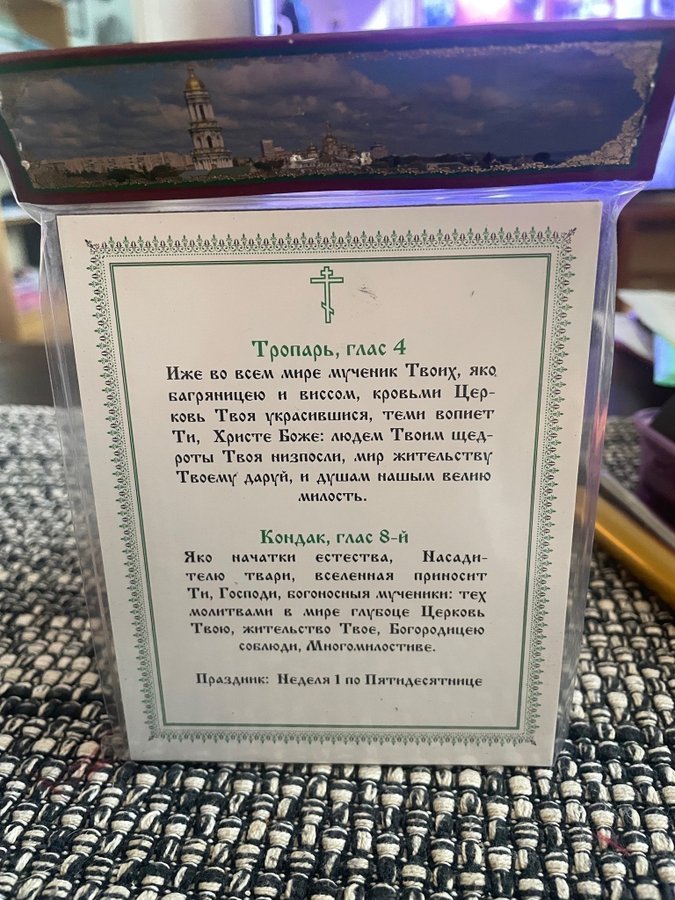 Тропарь, глас 4
Иже во всем мире мученик Твоих, яко
багряницею и виссом, кровьми Цер-
ковь Твоя украсившися, теми вопиет
Ти, Христе Боже: людем Твоим щед-
роты Твоя низпосли, мир жительству
Твоему даруй, и душам нашым велию
милость.
Кондак, глас 8-й
Яко начатки естества, Насади-
телю твари, вселенная приносит
Ти, Господи, богоносныя мученики: тех
молитвами в мире глубоце Церковь
Твою, жительство Твое, Богородицею
соблюди, Многомилостиве.
Праздник: Неделя 1 по Пятидесятнице